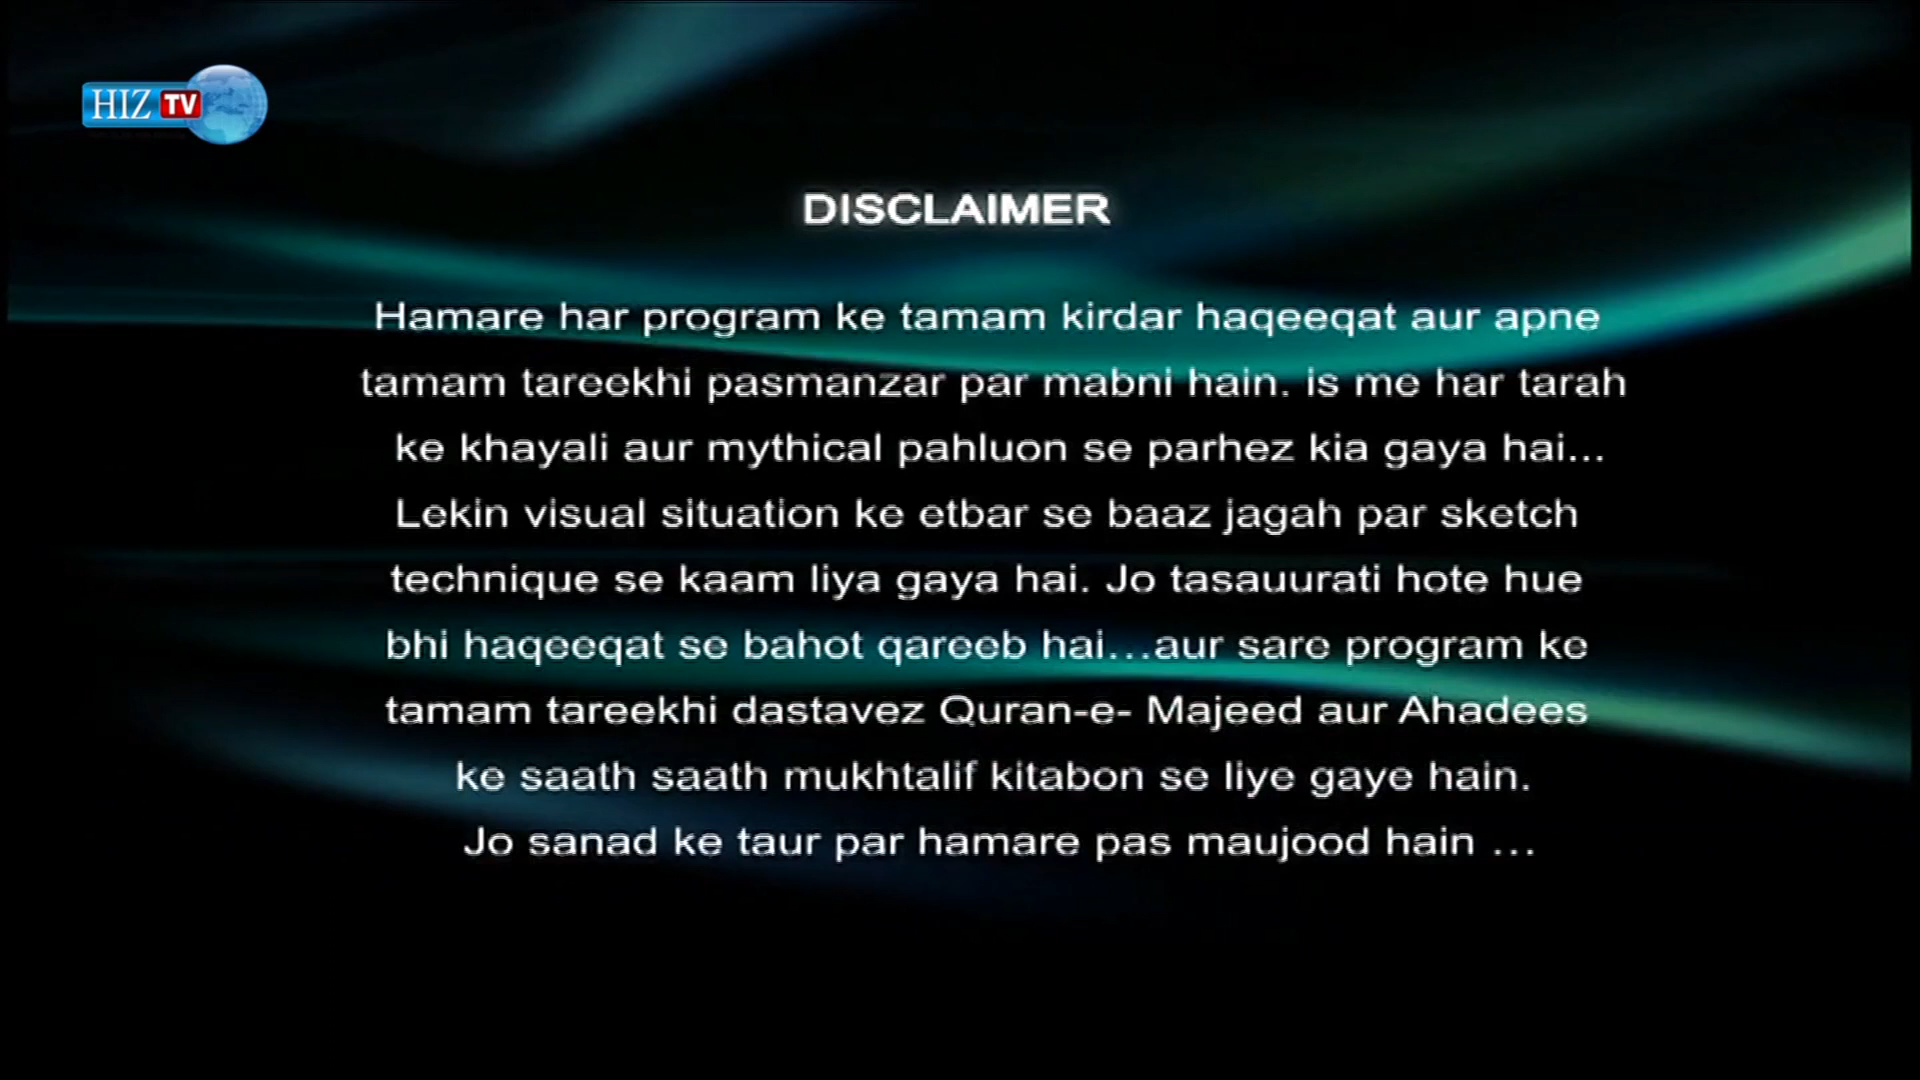 HIZ TV
DISCLAIMER
Hamare har program ke tamam kirdar haqeeqat aur apne
tamam tareekhi pasmanzar par mabni hain. is me har tarah
ke khayali aur mythical pahluon se parhez kia gaya hai...
Lekin visual situation ke etbar se baaz jagah par sketch
technique se kaam liya gaya hai. Jo tasauurati hote hue
bhi haqeeqat se bahot qareeb hai...aur sare program ke
tamam tareekhi dastavez Quran-e- Majeed aur Ahadees
ke saath saath mukhtalif kitabon se liye gaye hain.
Jo sanad ke taur par hamare pas maujood hain ...